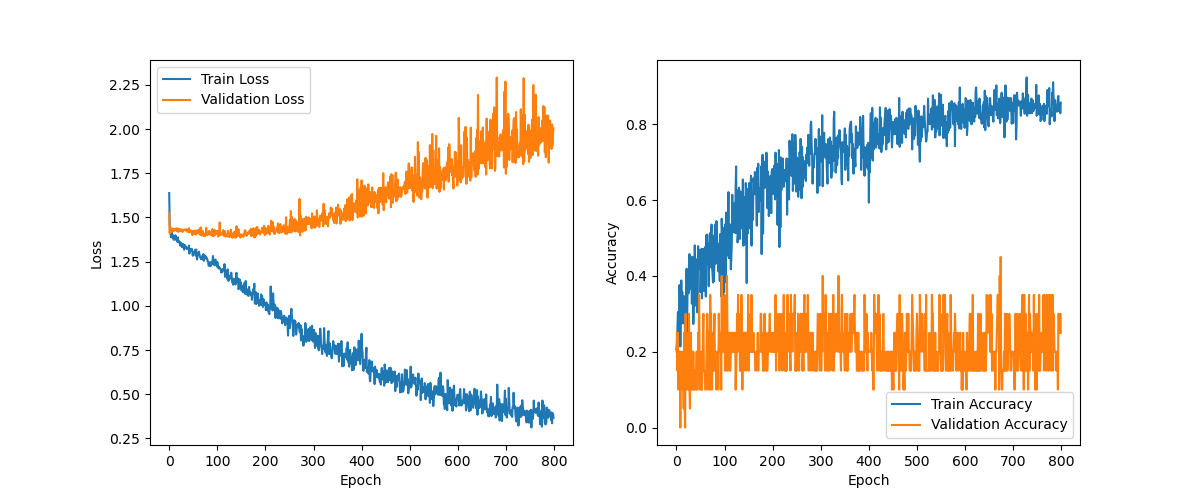 Train Loss
Validation Loss
2.25
2.00
1.75
1.50
1.25
1.00
0.75
0.50
0.25
Loss
0 100 200 300 400 500 600 700 800
Epoch
0.8
0.6
0.4
0.2
0.0
Accuracy
Train Accuracy
Validation Accuracy
0 100 200 300 400 500 600 700 800
Epoch